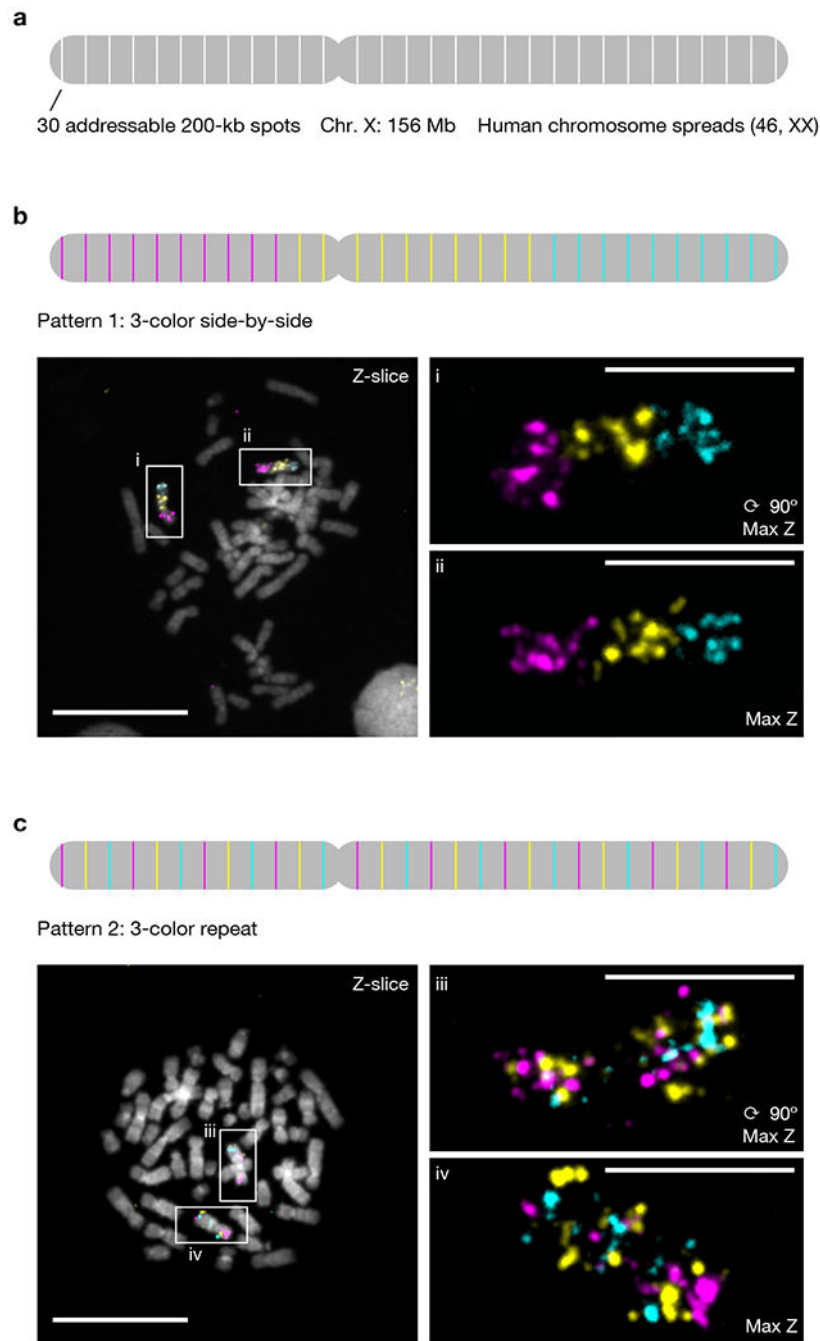 a
30 addressable 200-kb spots Chr. X: 156 Mb Human chromosome spreads (46, XX)
b
Pattern 1: 3-color side-by-side
Z-slice
i
ii
i
⟳ 90º
Max Z
ii
Max Z
c
Pattern 2: 3-color repeat
Z-slice
iii
iv
iii
⟳ 90º
Max Z
iv
Max Z